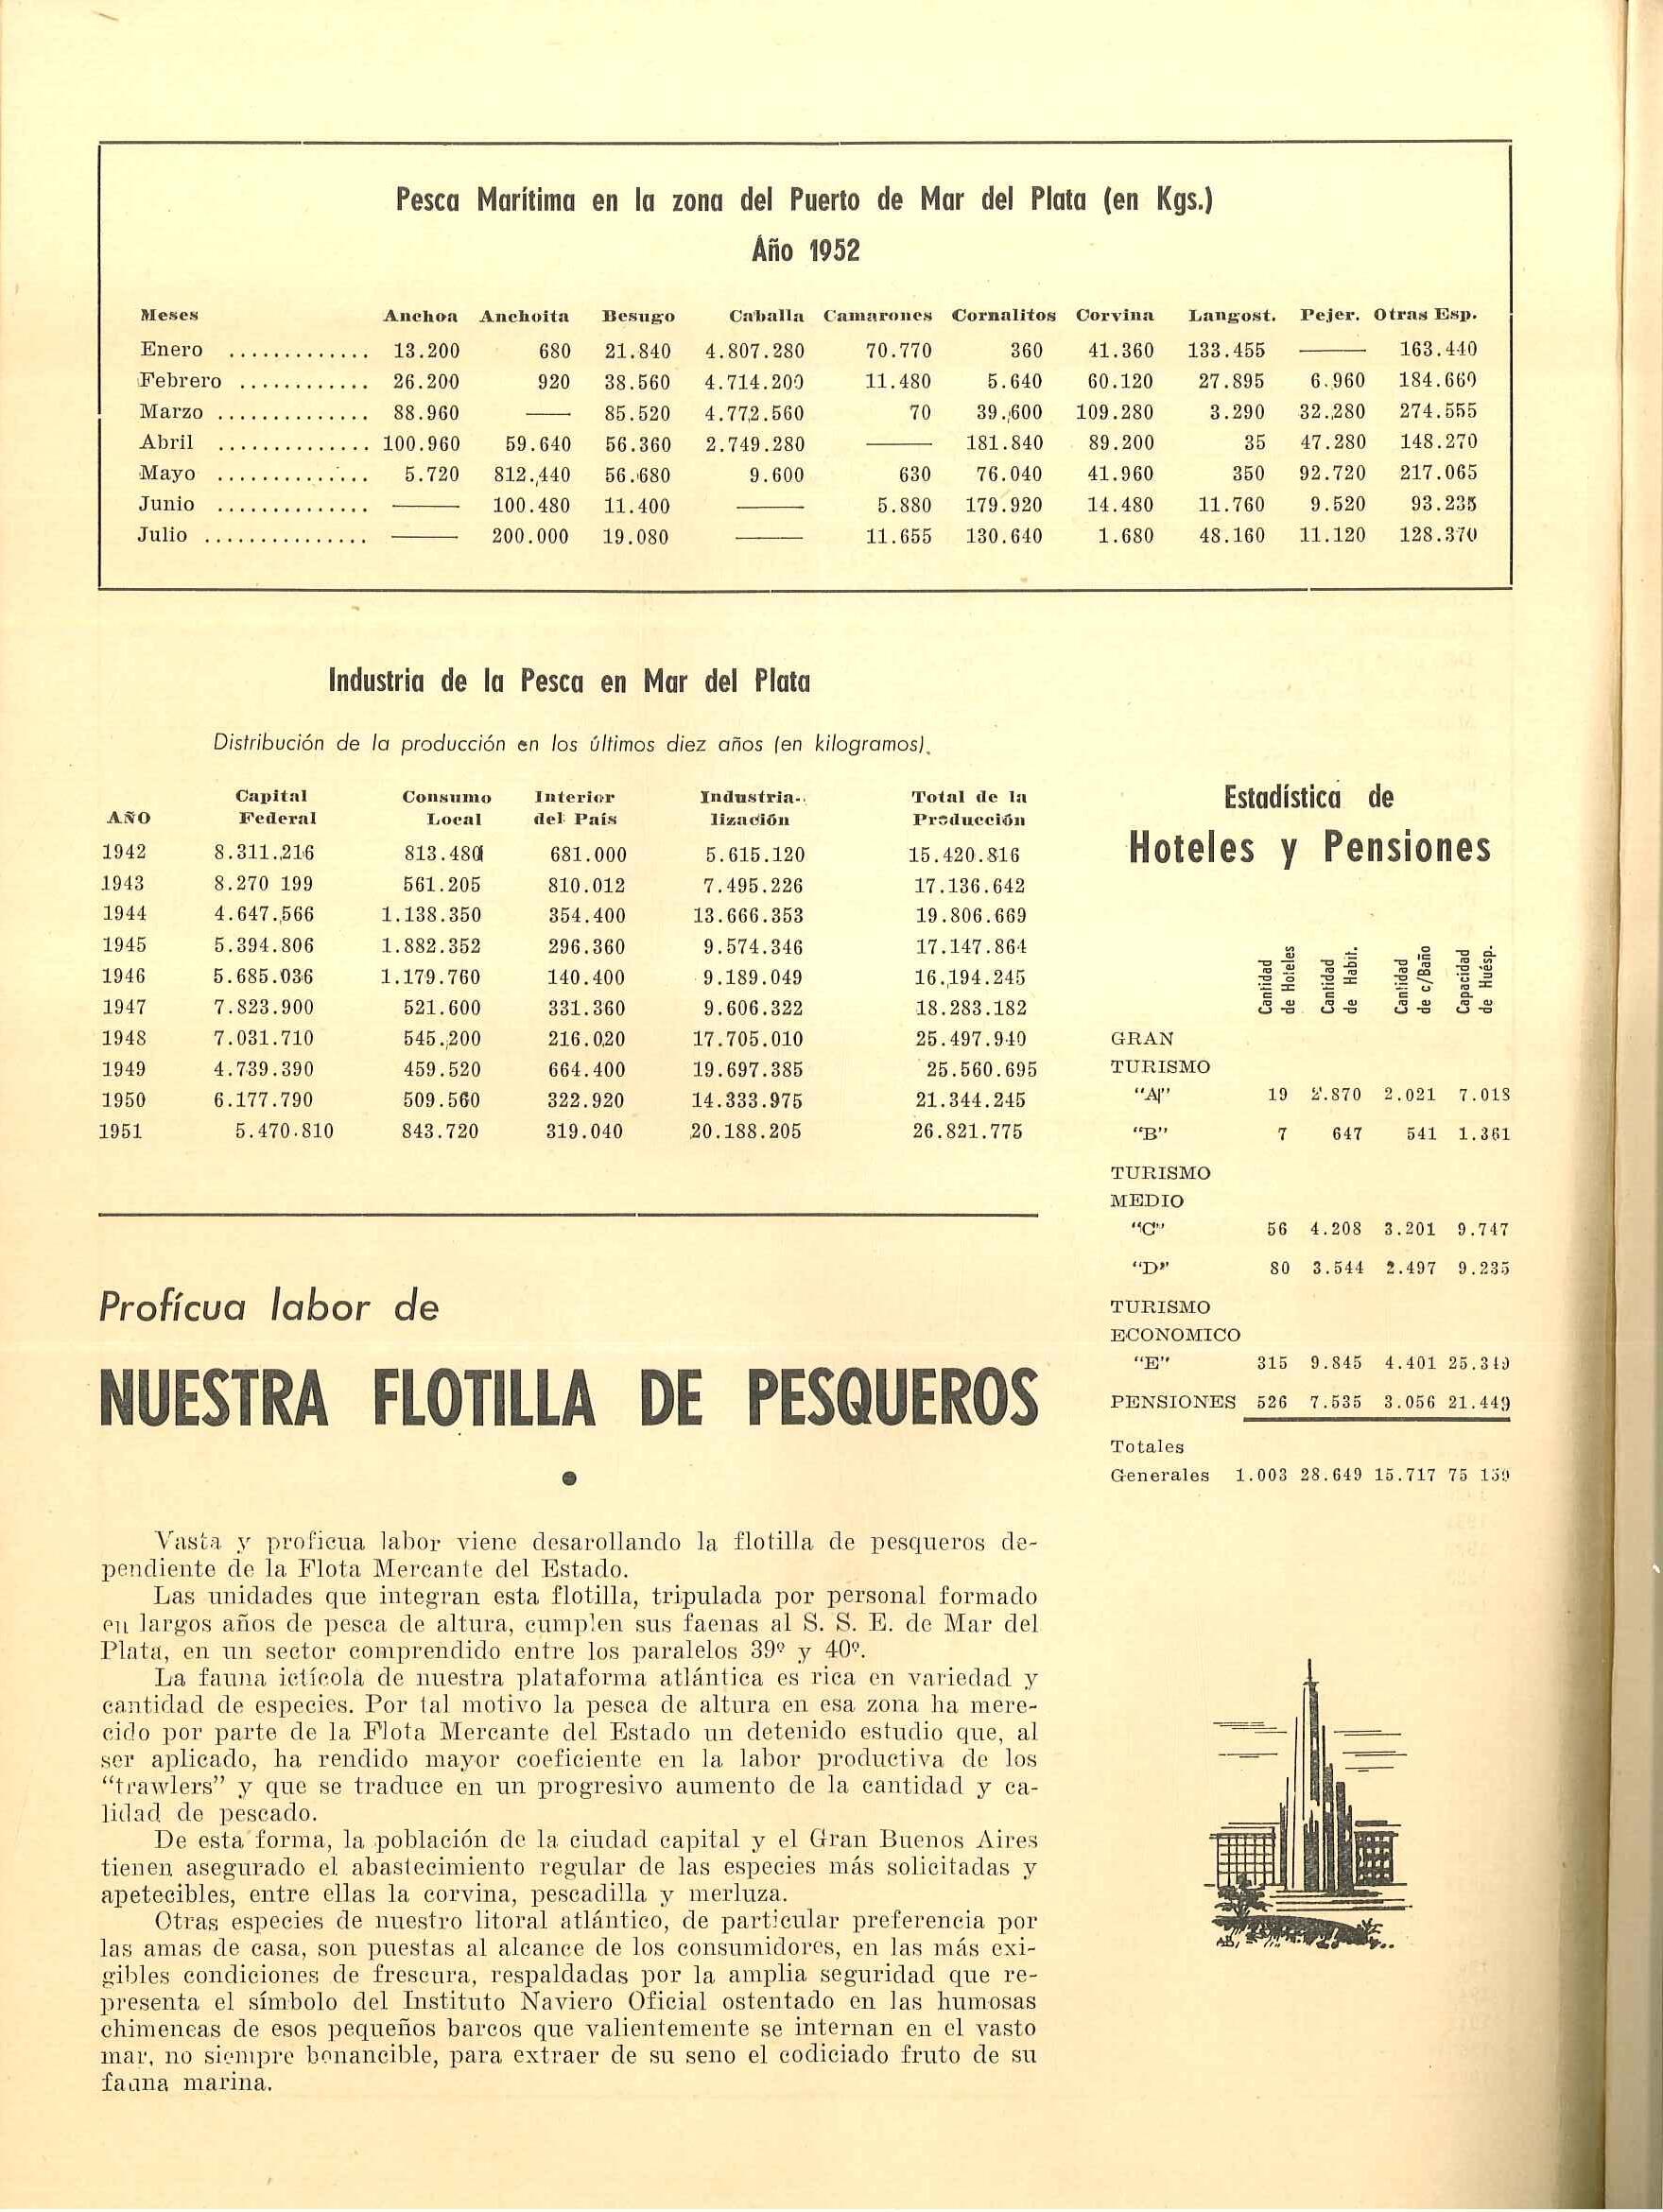 Pesca Marítima en la zona del Puerto de Mar del Plata (en Kgs.)
Año 1952
Meses Anchoa Anchoita Besugo Caballa Camarones Cornalitos Corvina Langost. Pejer. Otras Esp.
Enero ............. 13.200 680 21.840 4.807.280 70.770 360 41.360 133.455 —— 163.440
Febrero ............ 26.200 920 38.560 4.714.200 11.480 5.640 60.120 27.895 6.960 184.660
Marzo .............. 88.960 —— 85.520 4.772.560 70 39.600 109.280 3.290 32.280 274.555
Abril .............. 100.960 59.640 56.360 2.749.280 —— 181.840 89.200 35 47.280 148.270
Mayo .............. 5.720 812.440 56.680 9.600 630 76.040 41.960 350 92.720 217.065
Junio .............. —— 100.480 11.400 —— 5.880 179.920 14.480 11.760 9.520 93.235
Julio ............... —— 200.000 19.080 —— 11.655 130.640 1.680 48.160 11.120 128.370
Industria de la Pesca en Mar del Plata
Distribución de la producción en los últimos diez años (en kilogramos).
Capital Consumo Interior Industria- Total de la
AÑO Federal Local del País lización Producción
1942 8.311.216 813.480 681.000 5.615.120 15.420.816
1943 8.270 199 561.205 810.012 7.495.226 17.136.642
1944 4.647.566 1.138.350 354.400 13.666.353 19.806.669
1945 5.394.806 1.882.352 296.360 9.574.346 17.147.864
1946 5.685.036 1.179.760 140.400 9.189.049 16.194.245
1947 7.823.900 521.600 331.360 9.606.322 18.283.182
1948 7.031.710 545.200 216.020 17.705.010 25.497.940
1949 4.739.390 459.520 664.400 19.697.385 25.560.695
1950 6.177.790 509.560 322.920 14.333.975 21.344.245
1951 5.470.810 843.720 319.040 20.188.205 26.821.775
Profícua labor de
NUESTRA FLOTILLA DE PESQUEROS
Vasta y proficua labor viene desarollando la flotilla de pesqueros de-
pendiente de la Flota Mercante del Estado.
Las unidades que integran esta flotilla, tripulada por personal formado
en largos años de pesca de altura, cumplen sus faenas al S. S. E. de Mar del
Plata, en un sector comprendido entre los paralelos 39º y 40º.
La fauna ictícola de nuestra plataforma atlántica es rica en variedad y
cantidad de especies. Por tal motivo la pesca de altura en esa zona ha mere-
cido por parte de la Flota Mercante del Estado un detenido estudio que, al
ser aplicado, ha rendido mayor coeficiente en la labor productiva de los
“trawlers” y que se traduce en un progresivo aumento de la cantidad y ca-
lidad de pescado.
De esta forma, la población de la ciudad capital y el Gran Buenos Aires
tienen asegurado el abastecimiento regular de las especies más solicitadas y
apetecibles, entre ellas la corvina, pescadilla y merluza.
Otras especies de nuestro litoral atlántico, de particular preferencia por
las amas de casa, son puestas al alcance de los consumidores, en las más exi-
gibles condiciones de frescura, respaldadas por la amplia seguridad que re-
presenta el símbolo del Instituto Naviero Oficial ostentado en las humosas
chimeneas de esos pequeños barcos que valientemente se internan en el vasto
mar, no siempre bonancible, para extraer de su seno el codiciado fruto de su
fauna marina.
Estadística de
Hoteles y Pensiones
Cantidad de Hoteles
Cantidad de Habit.
Cantidad de c/Baño
Capacidad de Huésp.
GRAN
TURISMO
“A” 19 2.870 2.021 7.018
“B” 7 647 541 1.361
TURISMO
MEDIO
“C” 56 4.208 3.201 9.747
“D” 80 3.544 2.497 9.235
TURISMO
ECONOMICO
“E” 315 9.845 4.401 25.349
PENSIONES 526 7.535 3.056 21.449
Totales
Generales 1.003 28.649 15.717 75 159